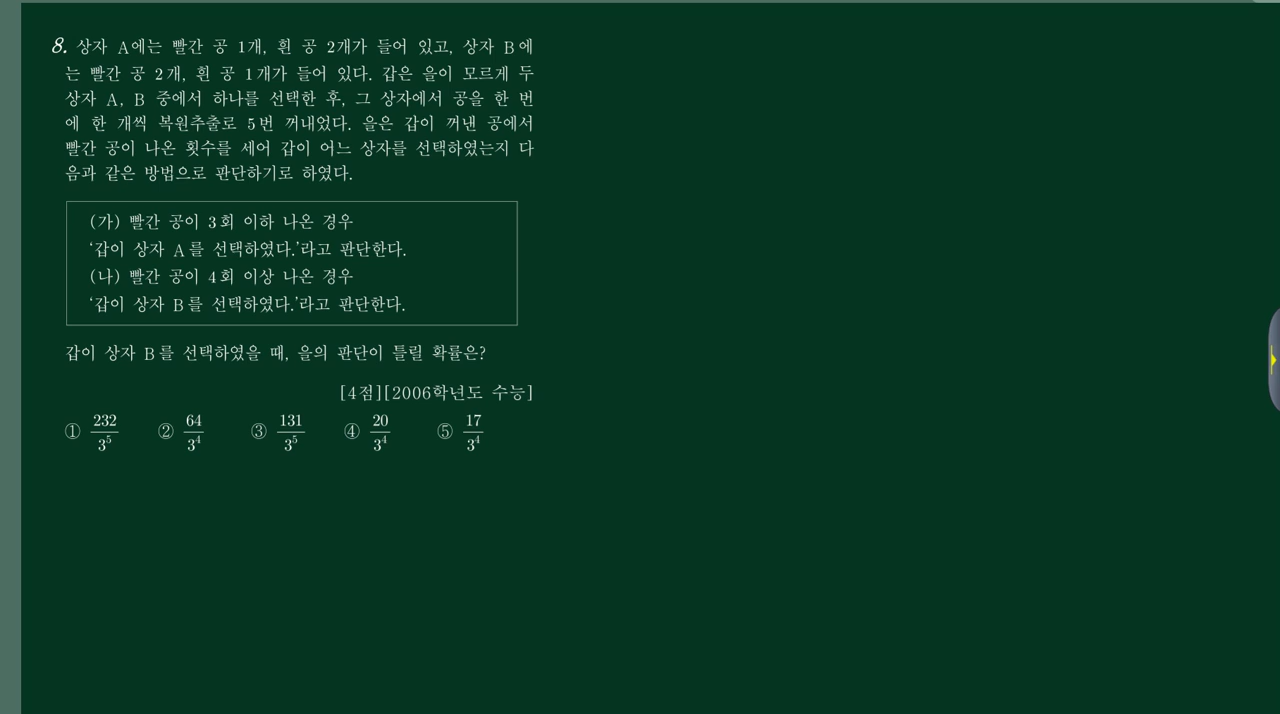 8. 상자 A에는 빨간 공 1개, 흰 공 2개가 들어 있고, 상자 B에
는 빨간 공 2개, 흰 공 1개가 들어 있다. 갑은 을이 모르게 두
상자 A, B 중에서 하나를 선택한 후, 그 상자에서 공을 한 번
에 한 개씩 복원추출로 5번 꺼내었다. 을은 갑이 꺼낸 공에서
빨간 공이 나온 횟수를 세어 갑이 어느 상자를 선택하였는지 다
음과 같은 방법으로 판단하기로 하였다.
(가) 빨간 공이 3회 이하 나온 경우
‘갑이 상자 A를 선택하였다.’라고 판단한다.
(나) 빨간 공이 4회 이상 나온 경우
‘갑이 상자 B를 선택하였다.’라고 판단한다.
갑이 상자 B를 선택하였을 때, 을의 판단이 틀릴 확률은?
[4점][2006학년도 수능]
① 232/3⁵ ② 64/3⁴ ③ 131/3⁵ ④ 20/3⁴ ⑤ 17/3⁴